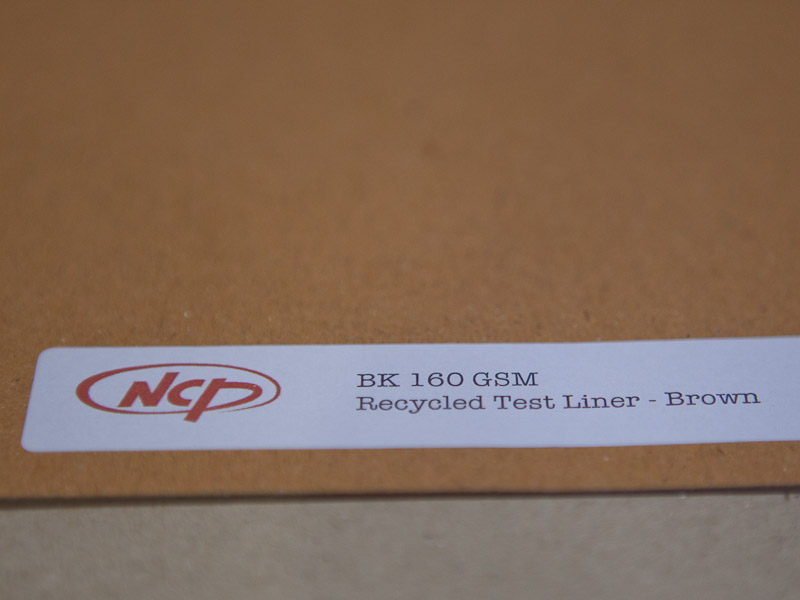 Ncp
BK 160 GSM
Recycled Test Liner - Brown